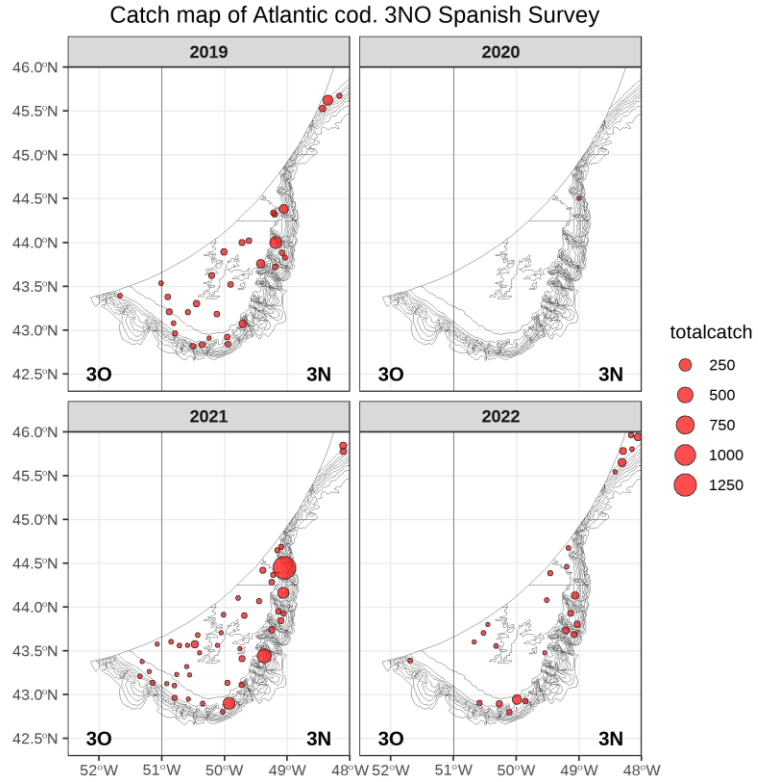 Catch map of Atlantic cod. 3NO Spanish Survey
2019
2020
46.0°N
45.5°N
45.0°N
44.5°N
44.0°N
43.5°N
43.0°N
42.5°N
3O
3N
3O
3N
2021
2022
46.0°N
45.5°N
45.0°N
44.5°N
44.0°N
43.5°N
43.0°N
42.5°N
3O
3N
3O
3N
52°W 51°W 50°W 49°W 48°W 52°W 51°W 50°W 49°W 48°W
totalcatch
250
500
750
1000
1250